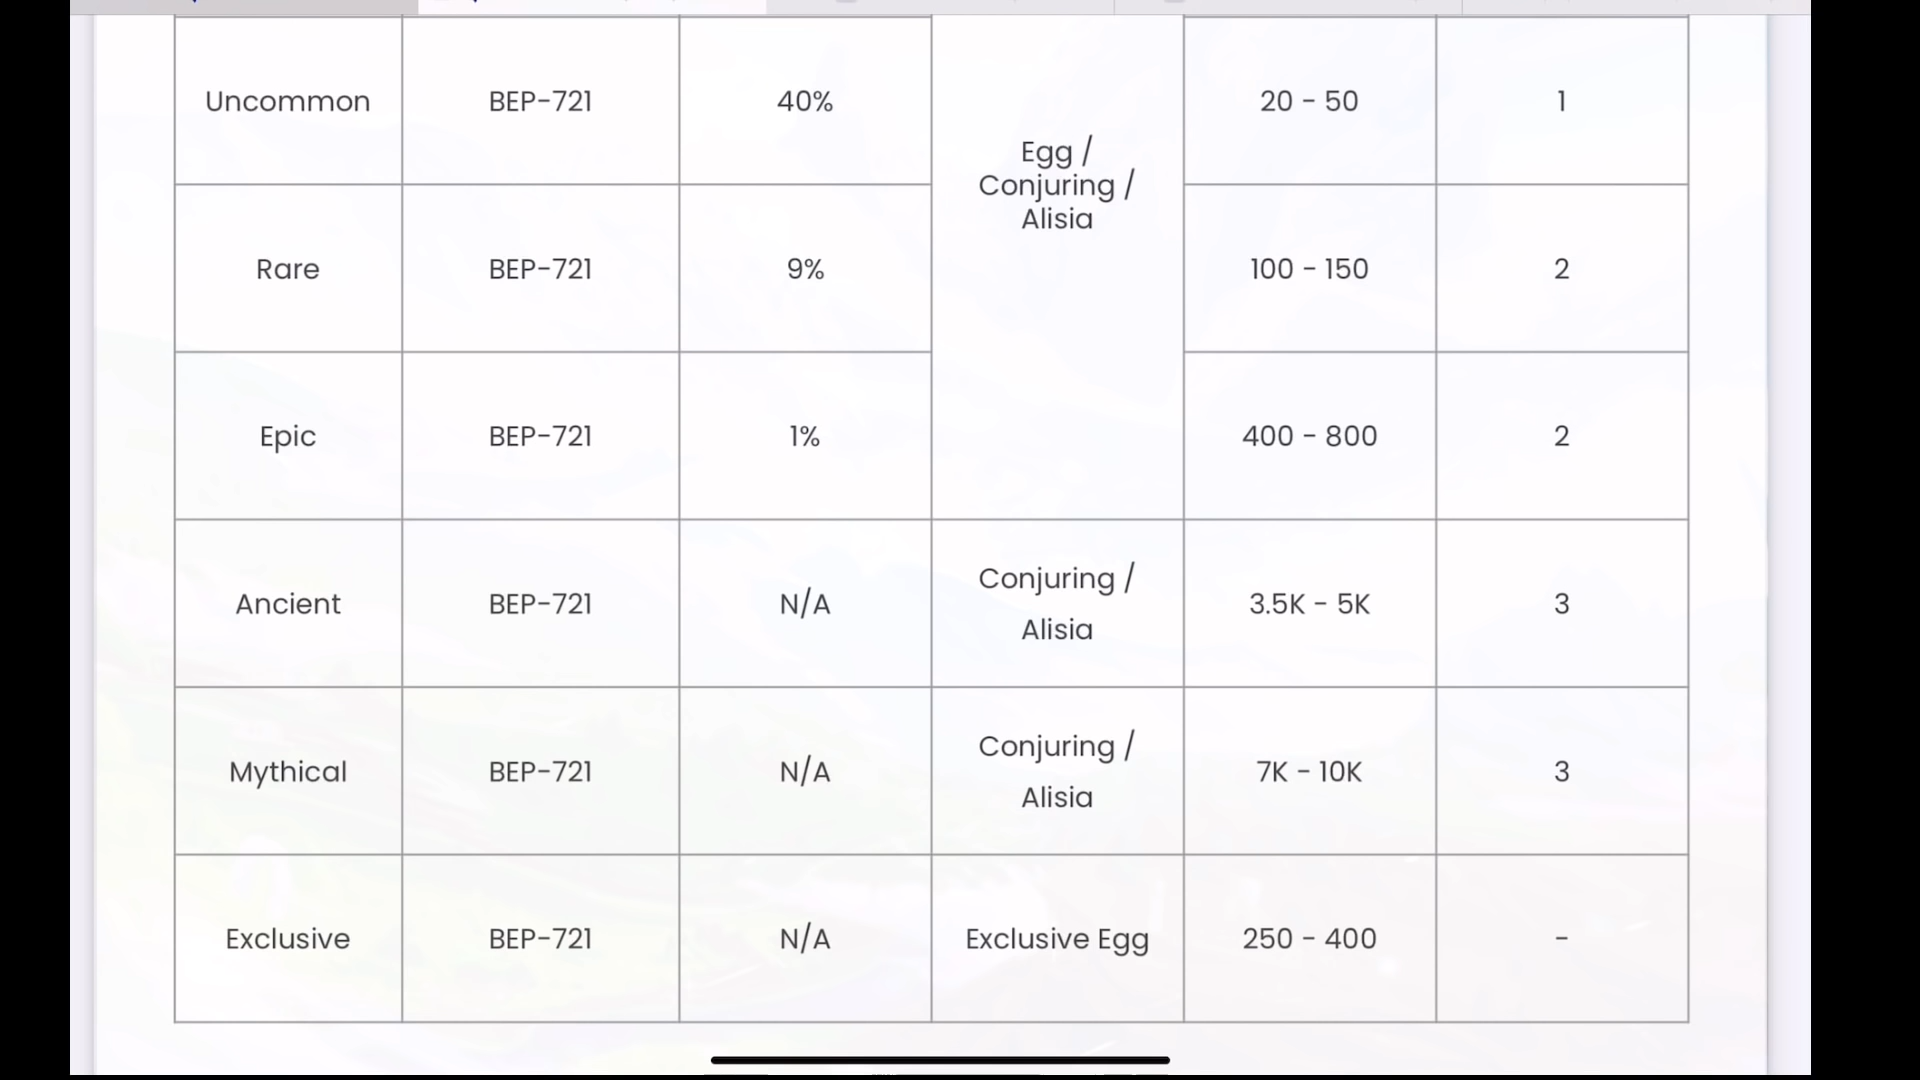 Uncommon BEP-721 40% 20 - 50 1
Egg /
Conjuring /
Alisia
Rare BEP-721 9% 100 - 150 2
Epic BEP-721 1% 400 - 800 2
Ancient BEP-721 N/A Conjuring / 3.5K - 5K 3
Alisia
Mythical BEP-721 N/A Conjuring / 7K - 10K 3
Alisia
Exclusive BEP-721 N/A Exclusive Egg 250 - 400 -